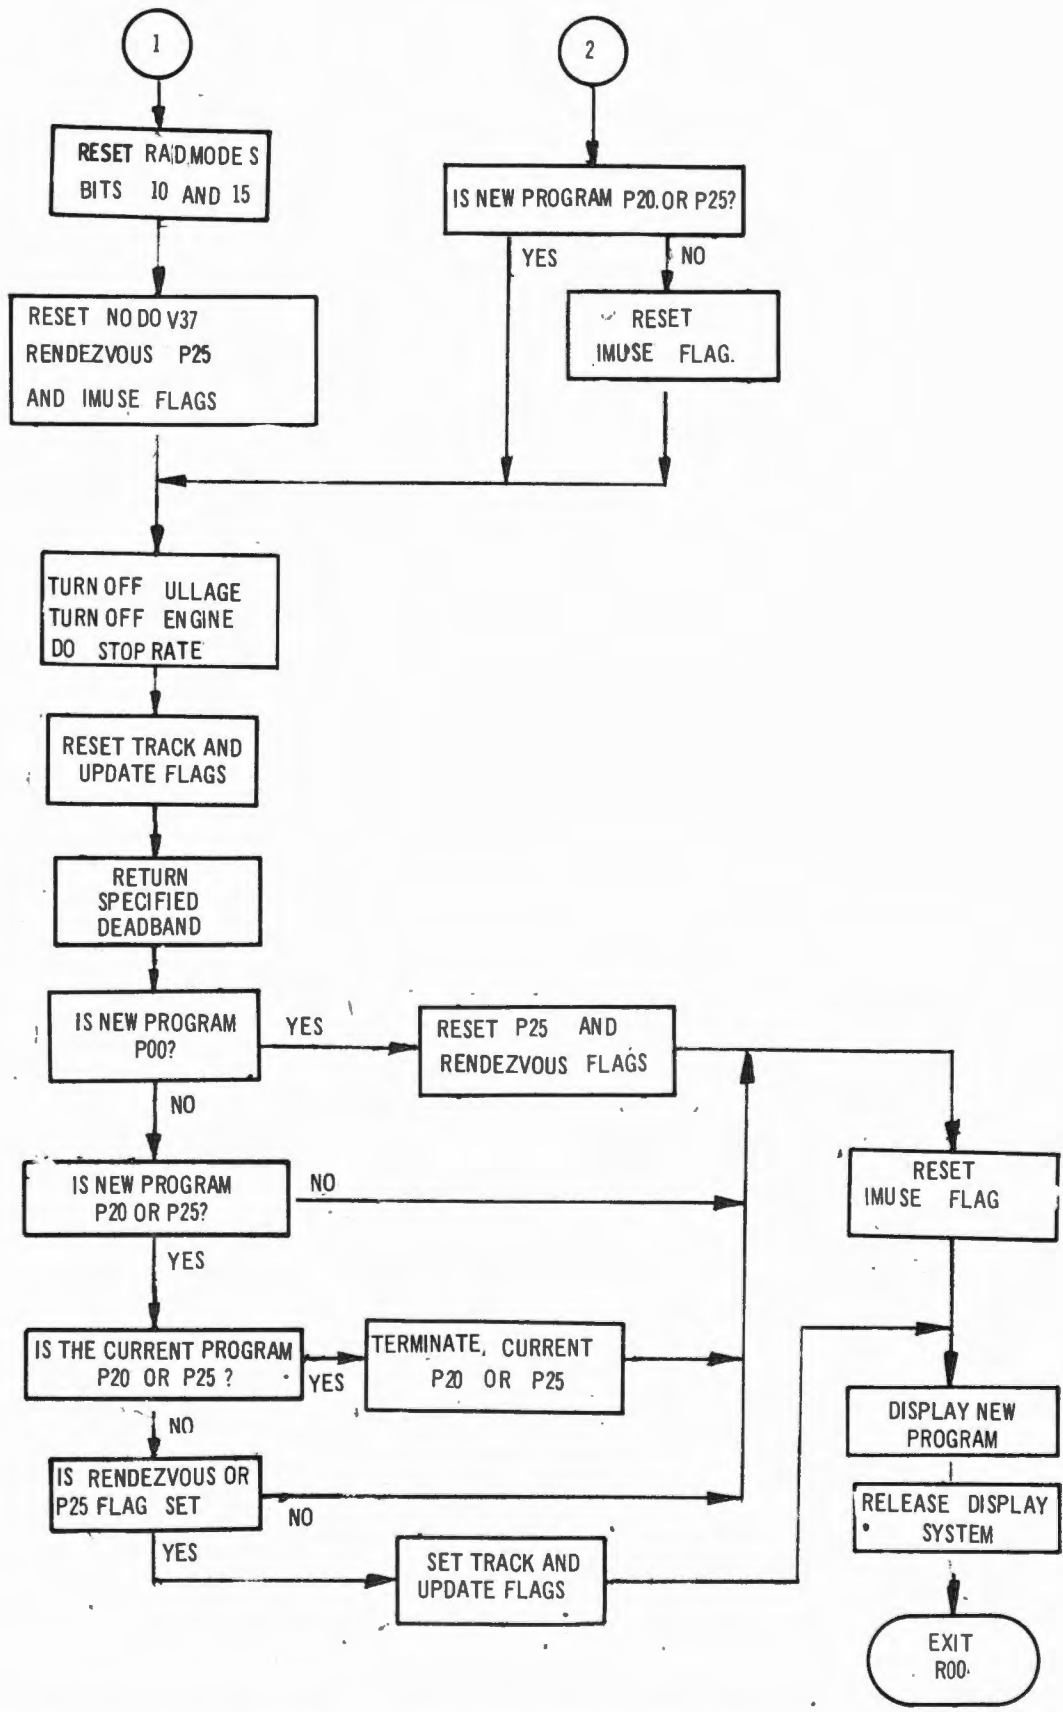 1
RESET RADMODES
BITS 10 AND 15
RESET NODO V37
RENDEZVOUS P25
AND IMUSE FLAGS
2
IS NEW PROGRAM P20 OR P25?
YES
NO
RESET
IMUSE FLAG.
TURN OFF ULLAGE
TURN OFF ENGINE
DO STOP RATE
RESET TRACK AND
UPDATE FLAGS
RETURN
SPECIFIED
DEADBAND
IS NEW PROGRAM
P00?
YES
RESET P25 AND
RENDEZVOUS FLAGS
NO
IS NEW PROGRAM
P20 OR P25?
NO
RESET
IMUSE FLAG
YES
IS THE CURRENT PROGRAM
P20 OR P25 ?
YES
TERMINATE CURRENT
P20 OR P25
NO
DISPLAY NEW
PROGRAM
IS RENDEZVOUS OR
P25 FLAG SET
NO
RELEASE DISPLAY
SYSTEM
YES
SET TRACK AND
UPDATE FLAGS
EXIT
R00